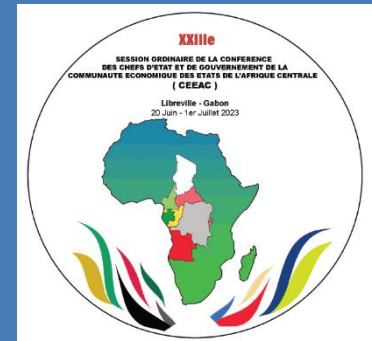 XXIIIe
SESSION ORDINAIRE DE LA CONFERENCE
DES CHEFS D'ETAT ET DE GOUVERNEMENT DE LA
COMMUNAUTE ECONOMIQUE DES ETATS DE L'AFRIQUE CENTRALE
( CEEAC )
Libreville - Gabon
20 Juin - 1er Juillet 2023